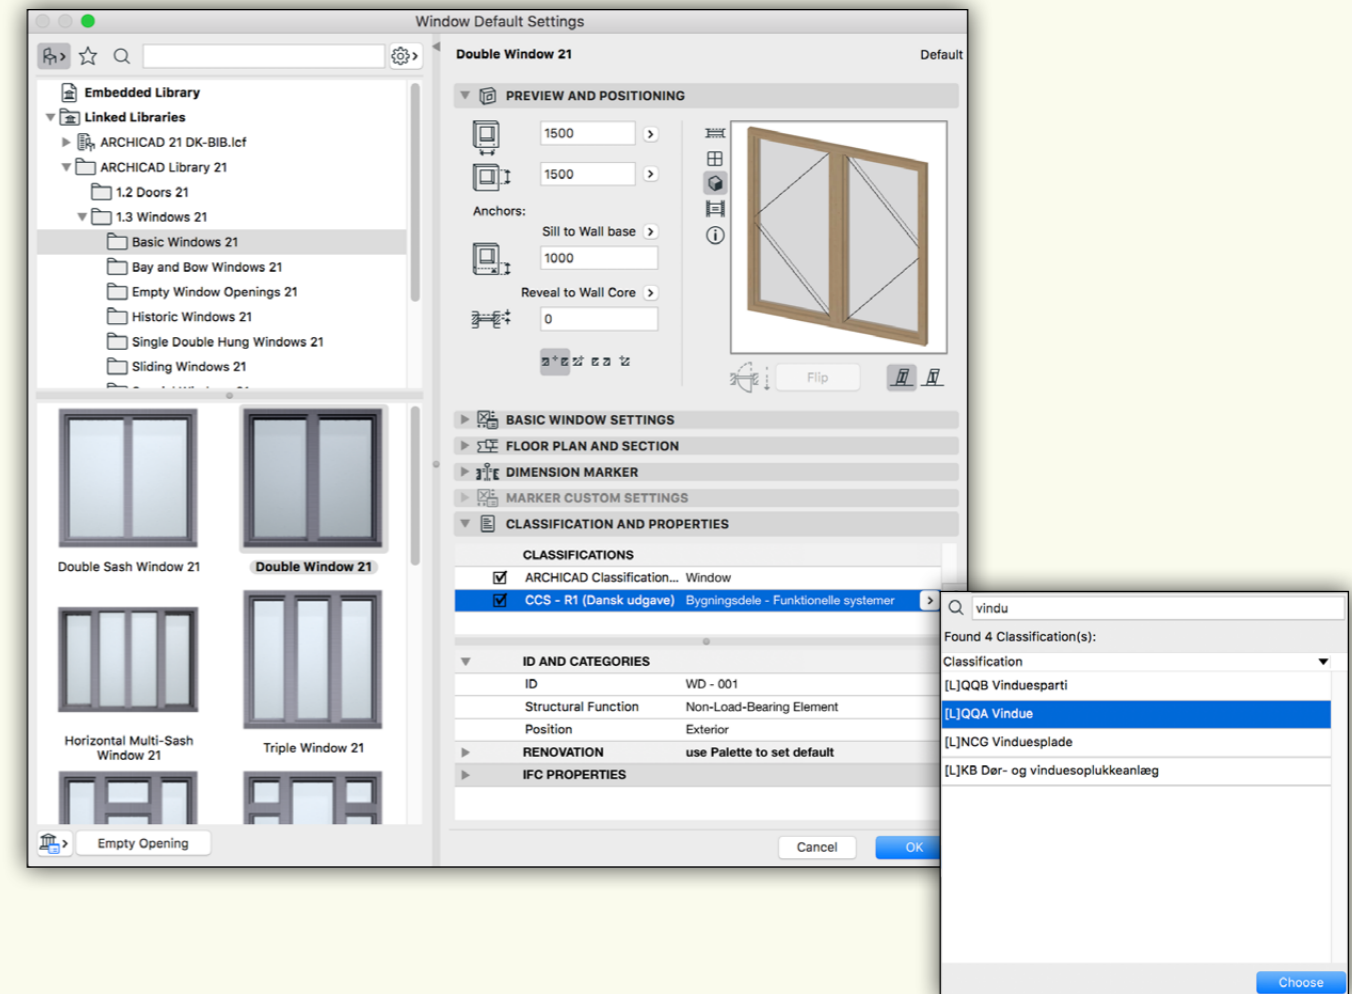 Window Default Settings
Embedded Library
Linked Libraries
ARCHICAD 21 DK-BIB.lcf
ARCHICAD Library 21
1.2 Doors 21
1.3 Windows 21
Basic Windows 21
Bay and Bow Windows 21
Empty Window Openings 21
Historic Windows 21
Single Double Hung Windows 21
Sliding Windows 21
Double Sash Window 21
Double Window 21
Horizontal Multi-Sash
Window 21
Triple Window 21
Empty Opening
Double Window 21
Default
PREVIEW AND POSITIONING
1500
1500
Anchors:
Sill to Wall base
1000
Reveal to Wall Core
0
Flip
BASIC WINDOW SETTINGS
FLOOR PLAN AND SECTION
DIMENSION MARKER
MARKER CUSTOM SETTINGS
CLASSIFICATION AND PROPERTIES
CLASSIFICATIONS
ARCHICAD Classification... Window
CCS - R1 (Dansk udgave) Bygningsdele - Funktionelle systemer
ID AND CATEGORIES
ID WD - 001
Structural Function Non-Load-Bearing Element
Position Exterior
RENOVATION use Palette to set default
IFC PROPERTIES
Cancel
OK
vindu
Found 4 Classification(s):
Classification
[L]QQB Vinduesparti
[L]QQA Vindue
[L]NCG Vinduesplade
[L]KB Dør- og vinduesoplukkeanlæg
Choose